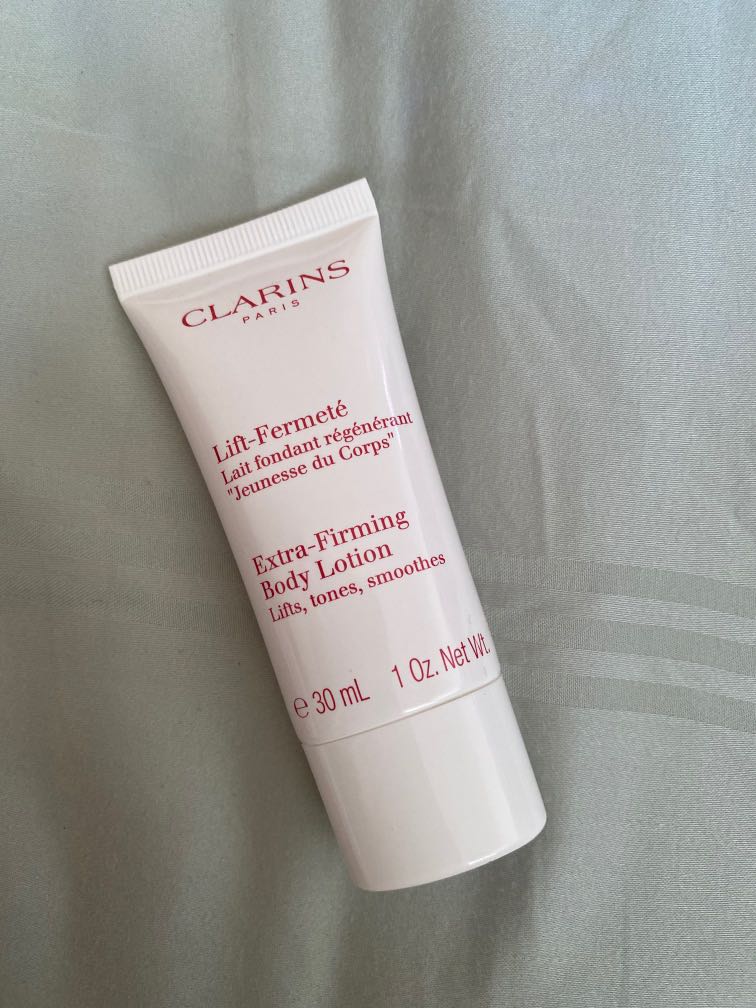 CLARINS
PARIS
Lift-Fermeté
Lait fondant régénérant
"Jeunesse du Corps"
Extra-Firming
Body Lotion
Lifts, tones, smoothes
℮ 30 mL 1 Oz. Net Wt.